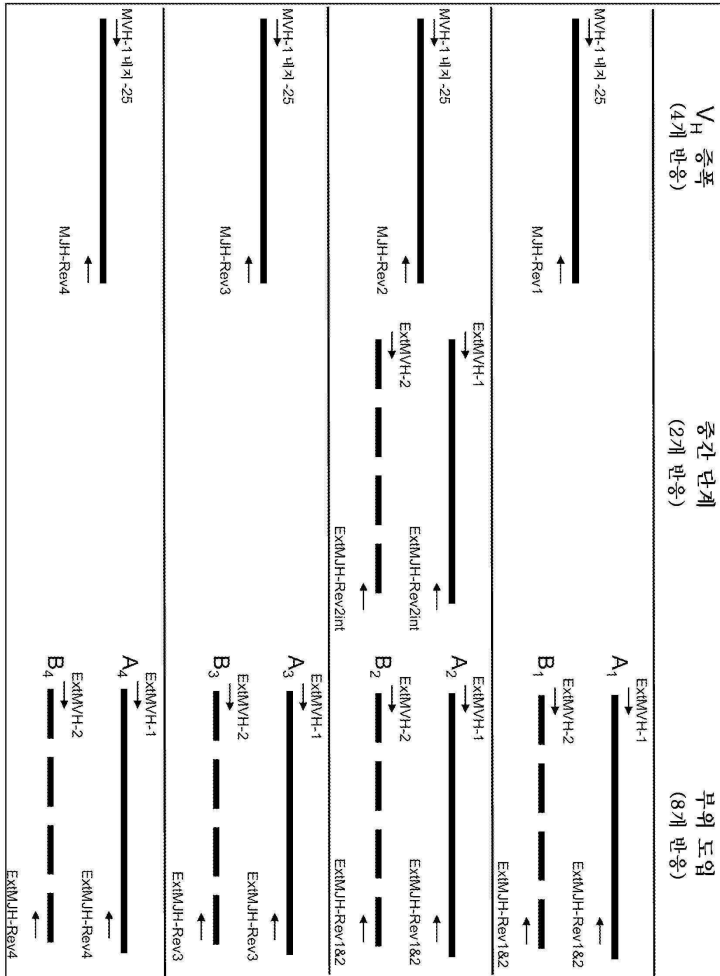 V_H 증폭
(4개 반응)
중간 단계
(2개 반응)
부위 도입
(8개 반응)
MVH-1 내지 -25
MJH-Rev1
A₁
ExtMVH-1
ExtMJH-Rev1&2
B₁
ExtMVH-2
ExtMJH-Rev1&2
MVH-1 내지 -25
MJH-Rev2
ExtMVH-1
ExtMJH-Rev2int
ExtMVH-2
ExtMJH-Rev2int
A₂
ExtMVH-1
ExtMJH-Rev1&2
B₂
ExtMVH-2
ExtMJH-Rev1&2
MVH-1 내지 -25
MJH-Rev3
A₃
ExtMVH-1
ExtMJH-Rev3
B₃
ExtMVH-2
ExtMJH-Rev3
MVH-1 내지 -25
MJH-Rev4
A₄
ExtMVH-1
ExtMJH-Rev4
B₄
ExtMVH-2
ExtMJH-Rev4